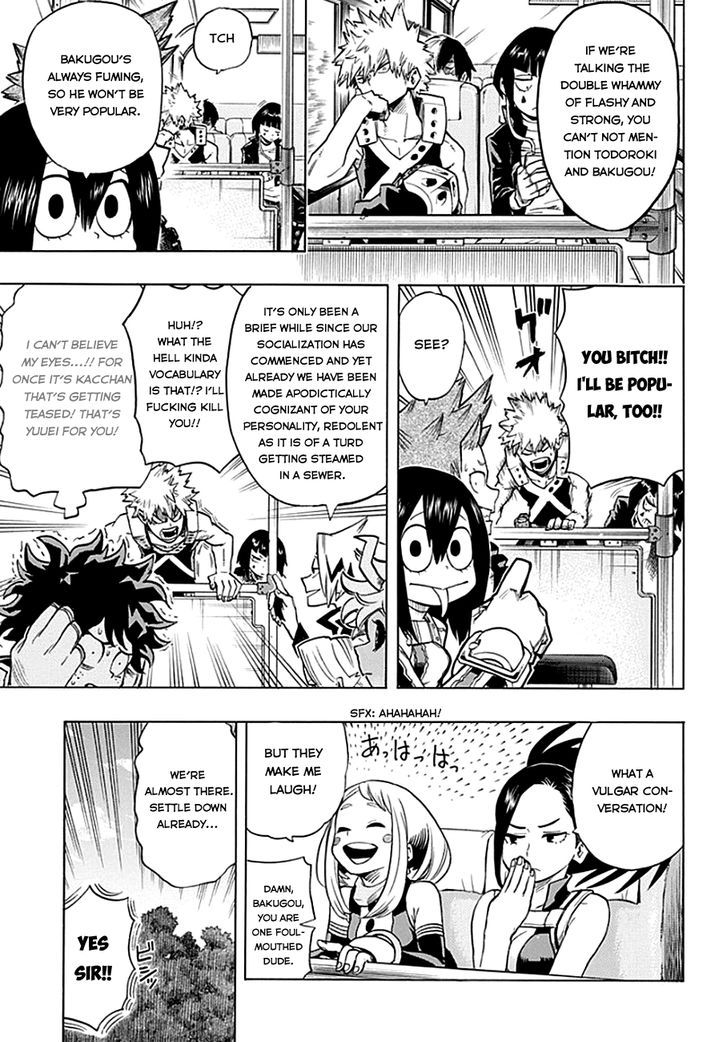 IF WE'RE
TALKING THE
DOUBLE WHAMMY
OF FLASHY AND
STRONG, YOU
CAN'T NOT MEN-
TION TODOROKI
AND BAKUGOU!
TCH
BAKUGOU'S
ALWAYS FUMING,
SO HE WON'T BE
VERY POPULAR.
YOU BITCH!!
I'LL BE POPU-
LAR, TOO!!
SEE?
IT'S ONLY BEEN A
BRIEF WHILE SINCE OUR
SOCIALIZATION HAS
COMMENCED AND YET
ALREADY WE HAVE BEEN
MADE APODICTICALLY
COGNIZANT OF YOUR
PERSONALITY, REDOLENT
AS IT IS OF A TURD
GETTING STEAMED
IN A SEWER.
HUH!?
WHAT THE
HELL KINDA
VOCABULARY
IS THAT!? I'LL
FUCKING KILL
YOU!!
I CAN'T BELIEVE
MY EYES...!! FOR
ONCE IT'S KACCHAN
THAT'S GETTING
TEASED! THAT'S
YUUEI FOR YOU!
SFX: AHAHAHAH!
WHAT A
VULGAR CON-
VERSATION!
あっはっはっ
BUT THEY
MAKE ME
LAUGH!
DAMN,
BAKUGOU,
YOU ARE
ONE FOUL-
MOUTHED
DUDE.
WE'RE
ALMOST THERE.
SETTLE DOWN
ALREADY...
YES
SIR!!
ビシッ